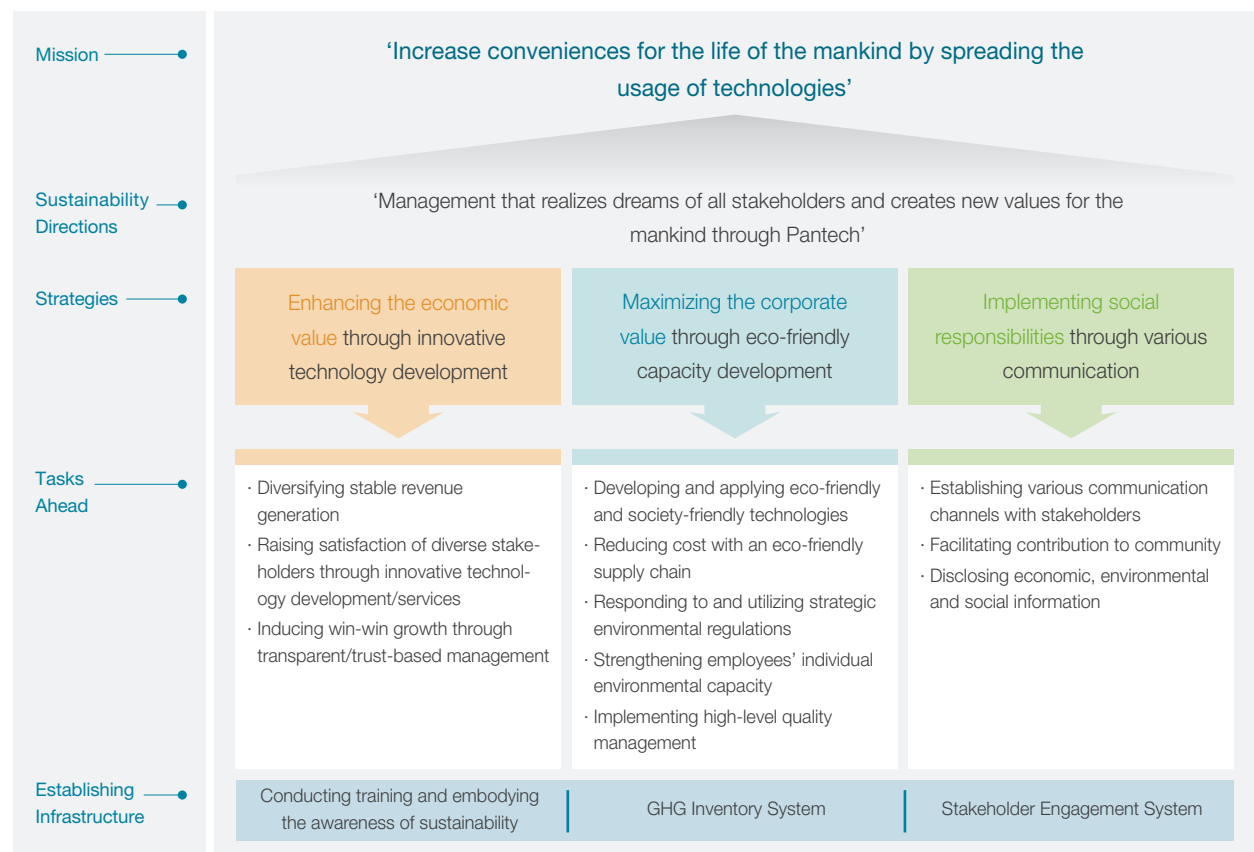 Mission
‘Increase conveniences for the life of the mankind by spreading the
usage of technologies’
Sustainability
Directions
‘Management that realizes dreams of all stakeholders and creates new values for the
mankind through Pantech’
Strategies
Enhancing the economic
value through innovative
technology development
Maximizing the corporate
value through eco-friendly
capacity development
Implementing social
responsibilities through various
communication
Tasks
Ahead
· Diversifying stable revenue
generation
· Raising satisfaction of diverse stake-
holders through innovative technol-
ogy development/services
· Inducing win-win growth through
transparent/trust-based management
· Developing and applying eco-friendly
and society-friendly technologies
· Reducing cost with an eco-friendly
supply chain
· Responding to and utilizing strategic
environmental regulations
· Strengthening employees’ individual
environmental capacity
· Implementing high-level quality
management
· Establishing various communication
channels with stakeholders
· Facilitating contribution to community
· Disclosing economic, environmental
and social information
Establishing
Infrastructure
Conducting training and embodying
the awareness of sustainability
GHG Inventory System
Stakeholder Engagement System